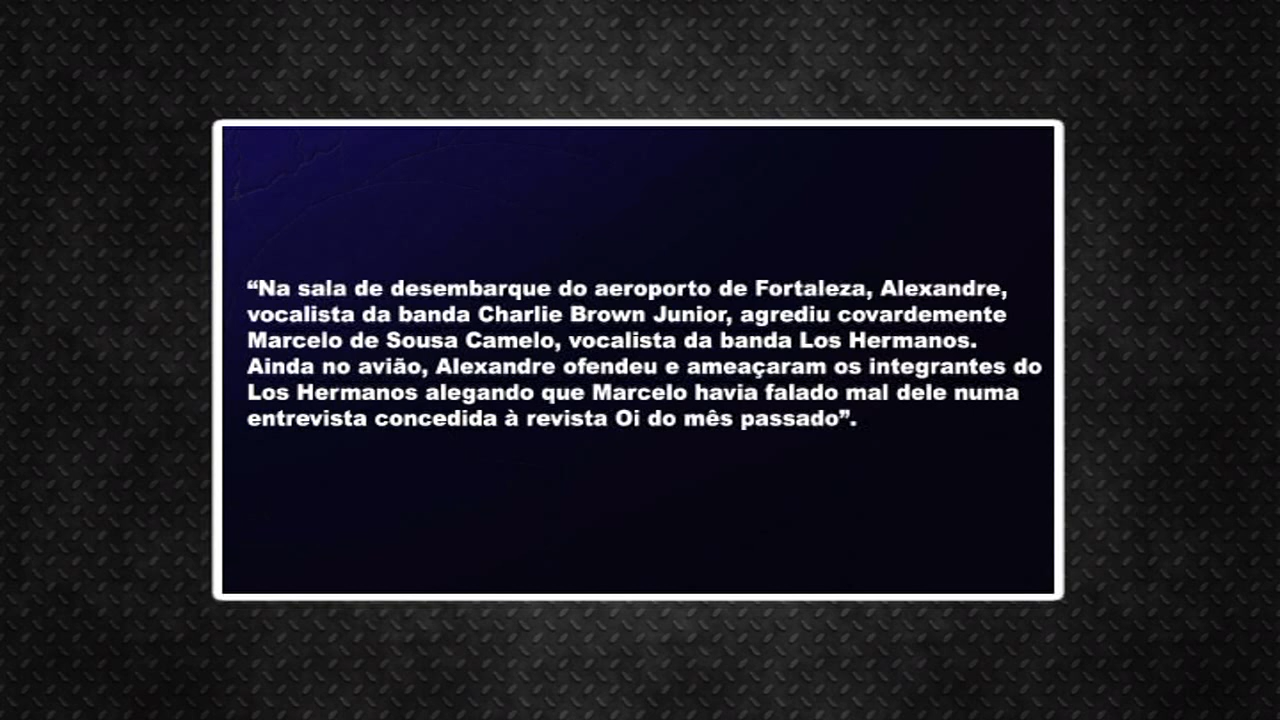 “Na sala de desembarque do aeroporto de Fortaleza, Alexandre,
vocalista da banda Charlie Brown Junior, agrediu covardemente
Marcelo de Sousa Camelo, vocalista da banda Los Hermanos.
Ainda no avião, Alexandre ofendeu e ameaçaram os integrantes do
Los Hermanos alegando que Marcelo havia falado mal dele numa
entrevista concedida à revista Oi do mês passado”.